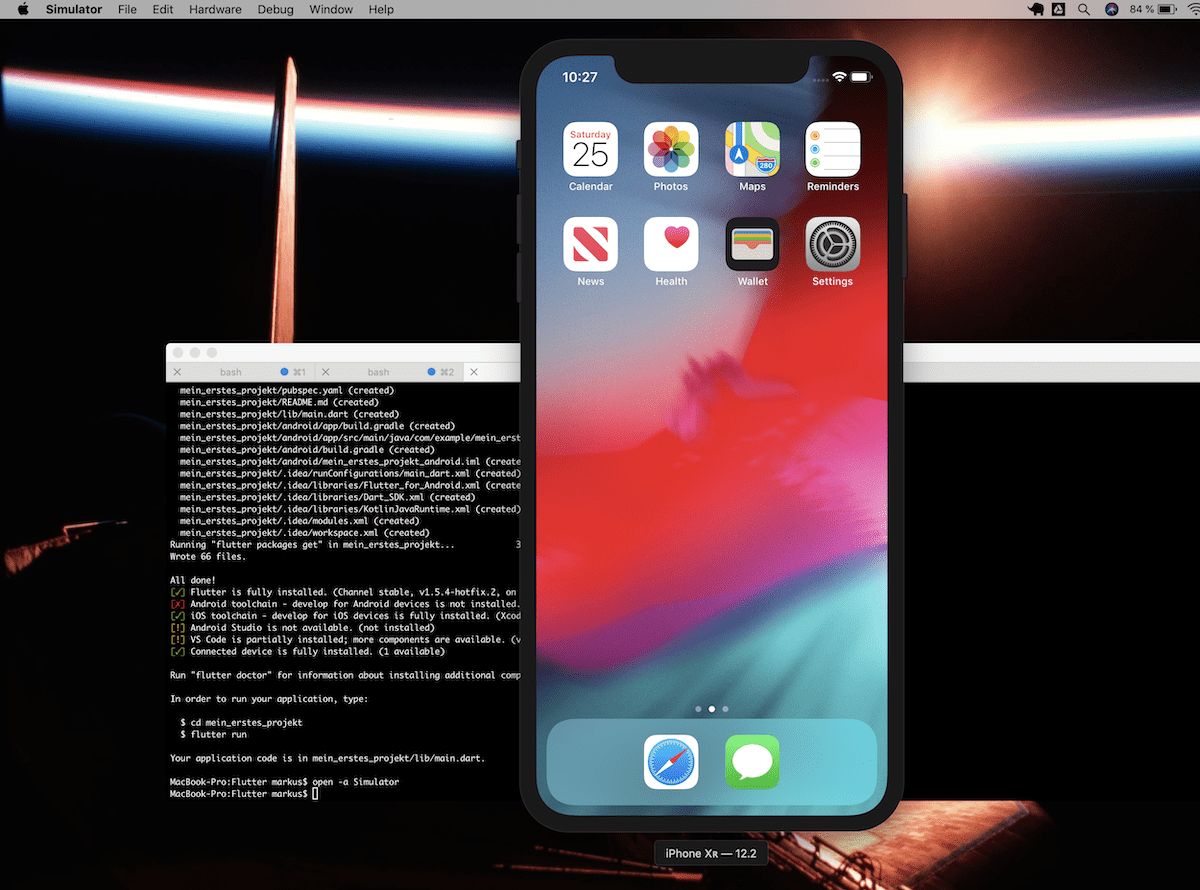 Simulator File Edit Hardware Debug Window Help 84 %
10:27
Saturday
25
280
Calendar Photos Maps Reminders
News Health Wallet Settings
bash ⌘1 bash ⌘2
mein_erstes_projekt/pubspec.yaml (created)
mein_erstes_projekt/README.md (created)
mein_erstes_projekt/lib/main.dart (created)
mein_erstes_projekt/android/app/build.gradle (created)
mein_erstes_projekt/android/app/src/main/java/com/example/mein_erst
mein_erstes_projekt/android/build.gradle (created)
mein_erstes_projekt/android/mein_erstes_projekt_android.iml (create
mein_erstes_projekt/.idea/runConfigurations/main_dart.xml (created)
mein_erstes_projekt/.idea/libraries/Flutter_for_Android.xml (create
mein_erstes_projekt/.idea/libraries/Dart_SDK.xml (created)
mein_erstes_projekt/.idea/libraries/KotlinJavaRuntime.xml (created)
mein_erstes_projekt/.idea/modules.xml (created)
mein_erstes_projekt/.idea/workspace.xml (created)
Running "flutter packages get" in mein_erstes_projekt... 3
Wrote 66 files.
All done!
[✓] Flutter is fully installed. (Channel stable, v1.5.4-hotfix.2, on
[✗] Android toolchain - develop for Android devices is not installed.
[✓] iOS toolchain - develop for iOS devices is fully installed. (Xcod
[!] Android Studio is not available. (not installed)
[!] VS Code is partially installed; more components are available. (v
[✓] Connected device is fully installed. (1 available)
Run "flutter doctor" for information about installing additional comp
In order to run your application, type:
$ cd mein_erstes_projekt
$ flutter run
Your application code is in mein_erstes_projekt/lib/main.dart.
MacBook-Pro:Flutter markus$ open -a Simulator
MacBook-Pro:Flutter markus$
iPhone Xʀ — 12.2